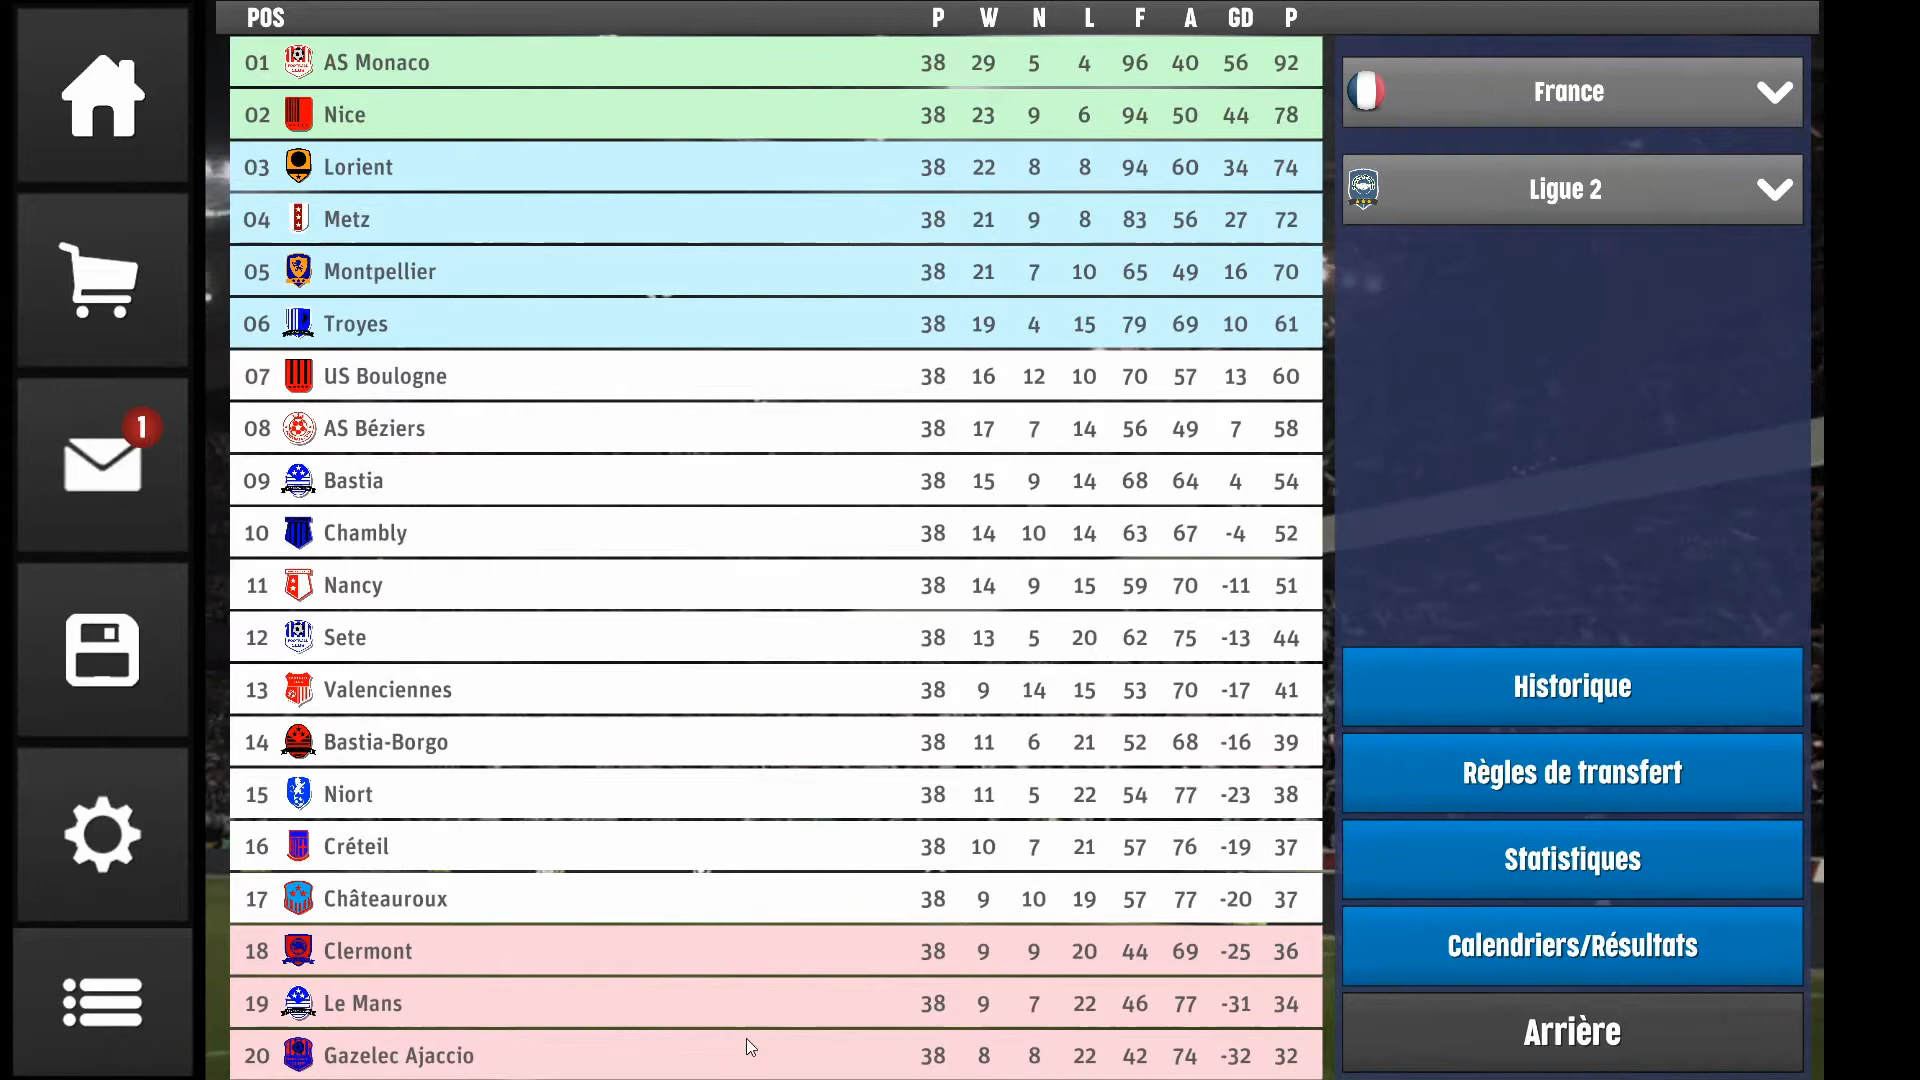 POS P W N L F A GD P
01 AS Monaco 38 29 5 4 96 40 56 92
02 Nice 38 23 9 6 94 50 44 78
03 Lorient 38 22 8 8 94 60 34 74
04 Metz 38 21 9 8 83 56 27 72
05 Montpellier 38 21 7 10 65 49 16 70
06 Troyes 38 19 4 15 79 69 10 61
07 US Boulogne 38 16 12 10 70 57 13 60
08 AS Béziers 38 17 7 14 56 49 7 58
09 Bastia 38 15 9 14 68 64 4 54
10 Chambly 38 14 10 14 63 67 -4 52
11 Nancy 38 14 9 15 59 70 -11 51
12 Sete 38 13 5 20 62 75 -13 44
13 Valenciennes 38 9 14 15 53 70 -17 41
14 Bastia-Borgo 38 11 6 21 52 68 -16 39
15 Niort 38 11 5 22 54 77 -23 38
16 Créteil 38 10 7 21 57 76 -19 37
17 Châteauroux 38 9 10 19 57 77 -20 37
18 Clermont 38 9 9 20 44 69 -25 36
19 Le Mans 38 9 7 22 46 77 -31 34
20 Gazelec Ajaccio 38 8 8 22 42 74 -32 32
1
France
Ligue 2
Historique
Règles de transfert
Statistiques
Calendriers/Résultats
Arrière